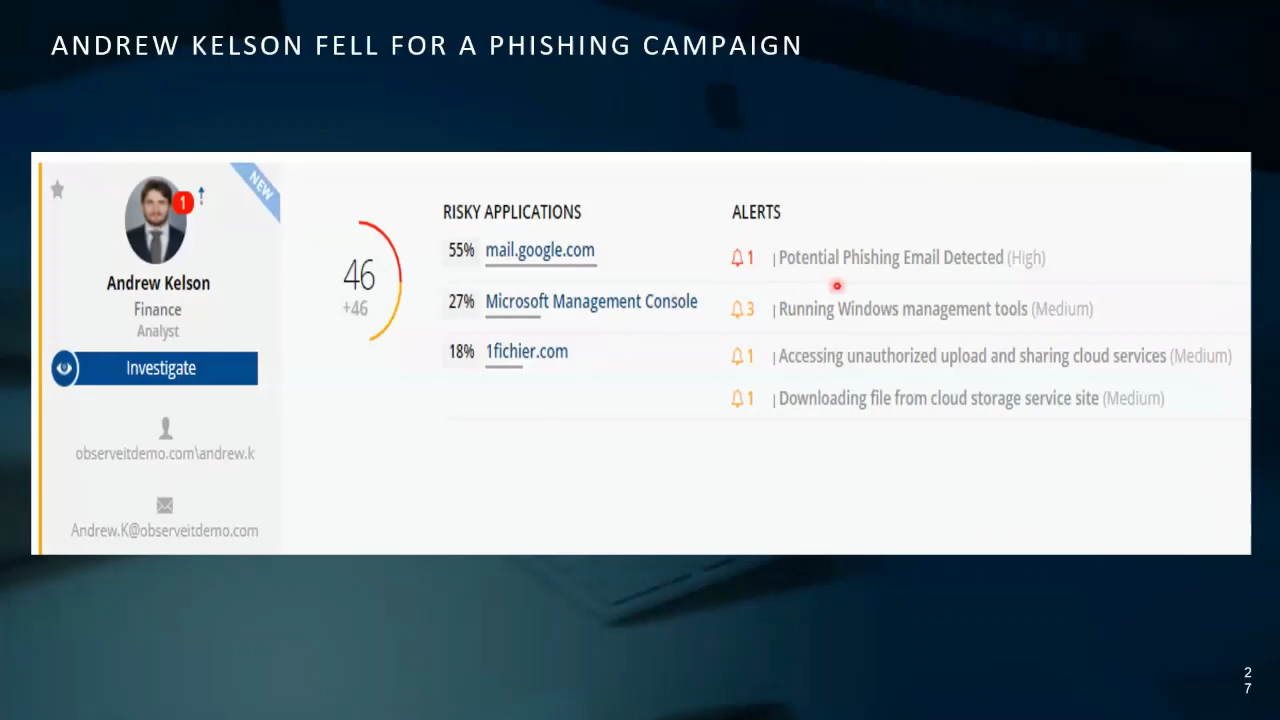 ANDREW KELSON FELL FOR A PHISHING CAMPAIGN
NEW
1
Andrew Kelson
Finance
Analyst
Investigate
observeitdemo.com\andrew.k
Andrew.K@observeitdemo.com
46
+46
RISKY APPLICATIONS
55% mail.google.com
27% Microsoft Management Console
18% 1fichier.com
ALERTS
1 | Potential Phishing Email Detected (High)
3 | Running Windows management tools (Medium)
1 | Accessing unauthorized upload and sharing cloud services (Medium)
1 | Downloading file from cloud storage service site (Medium)
2
7